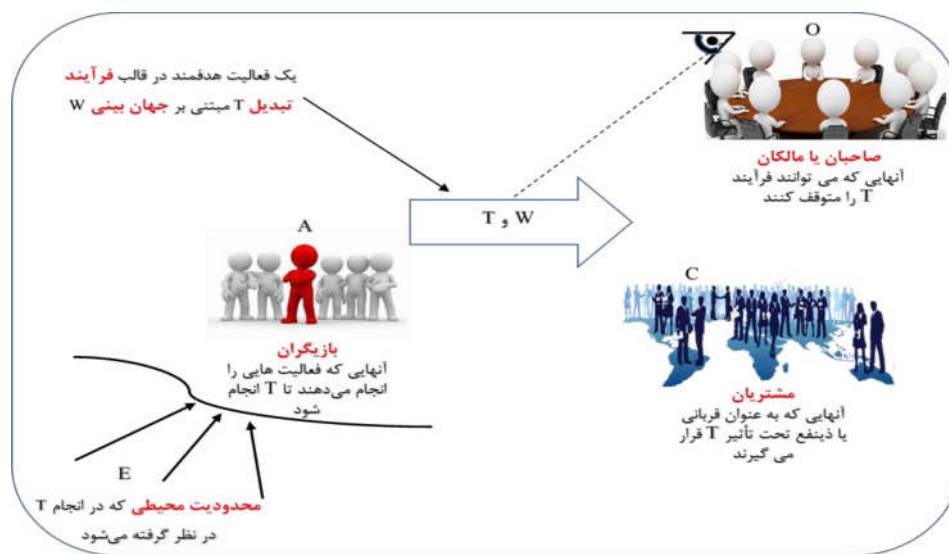 یک فعالیت هدفمند در قالب فرآیند
تبدیل T مبتنی بر جهان بینی W
O
صاحبان یا مالکان
آنهایی که می توانند فرآیند
T را متوقف کنند
T و W
A
بازیگران
آنهایی که فعالیت هایی را
انجام می‌دهند تا T انجام
شود
C
مشتریان
آنهایی که به عنوان قربانی
یا ذینفع تحت تأثیر T قرار
می گیرند
E
محدودیت محیطی که در انجام T
در نظر گرفته می‌شود